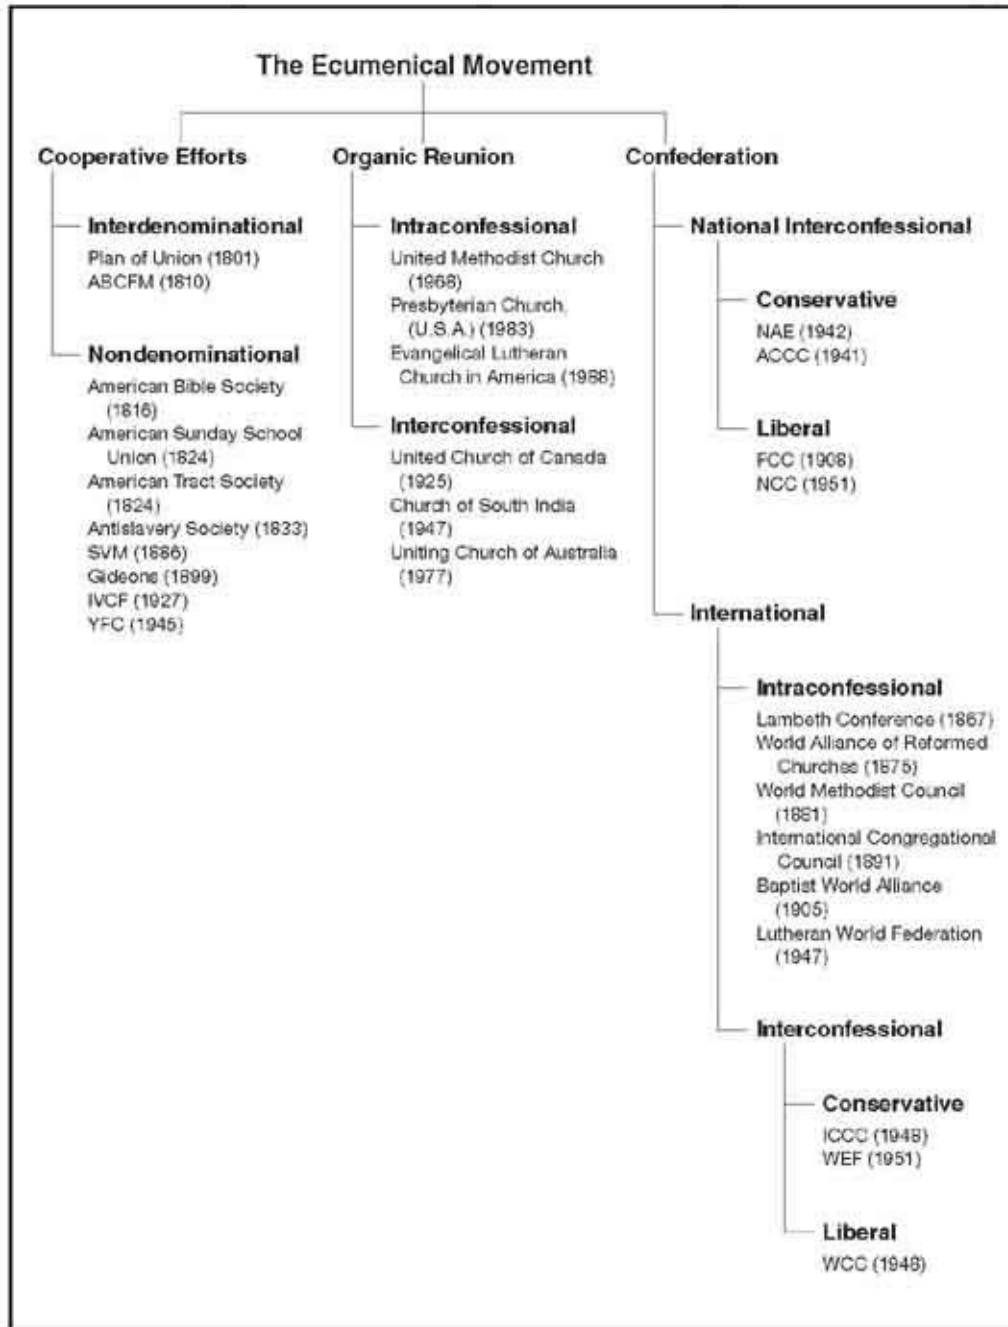 The Ecumenical Movement
Cooperative Efforts
Interdenominational
Plan of Union (1801)
ABCFM (1810)
Nondenominational
American Bible Society
(1816)
American Sunday School
Union (1824)
American Tract Society
(1824)
Antislavery Society (1833)
SVM (1886)
Gideons (1899)
IVCF (1927)
YFC (1945)
Organic Reunion
Intraconfessional
United Methodist Church
(1968)
Presbyterian Church,
(U.S.A.) (1983)
Evangelical Lutheran
Church in America (1988)
Interconfessional
United Church of Canada
(1925)
Church of South India
(1947)
Uniting Church of Australia
(1977)
Confederation
National Interconfessional
Conservative
NAE (1942)
ACCC (1941)
Liberal
FCC (1908)
NCC (1951)
International
Intraconfessional
Lambeth Conference (1867)
World Alliance of Reformed
Churches (1875)
World Methodist Council
(1881)
International Congregational
Council (1891)
Baptist World Alliance
(1905)
Lutheran World Federation
(1947)
Interconfessional
Conservative
ICCC (1948)
WEF (1951)
Liberal
WCC (1948)